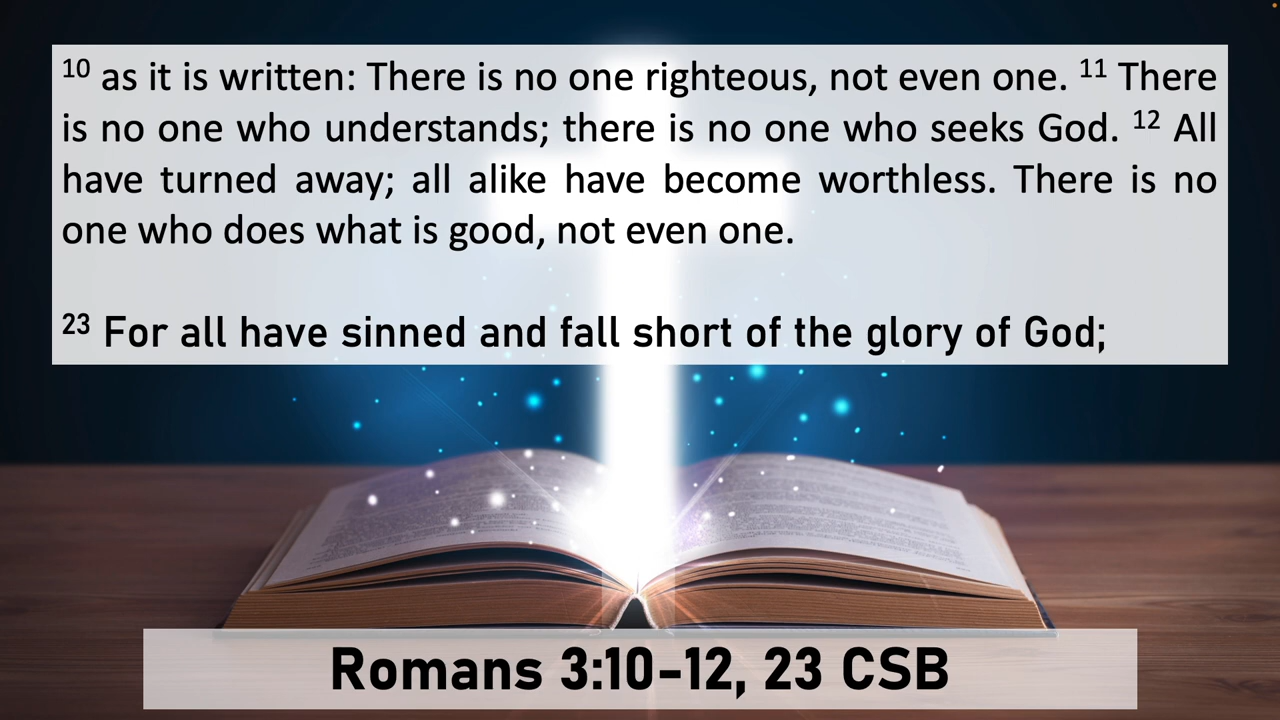 ¹⁰ as it is written: There is no one righteous, not even one. ¹¹ There
is no one who understands; there is no one who seeks God. ¹² All
have turned away; all alike have become worthless. There is no
one who does what is good, not even one.
²³ For all have sinned and fall short of the glory of God;
Romans 3:10-12, 23 CSB